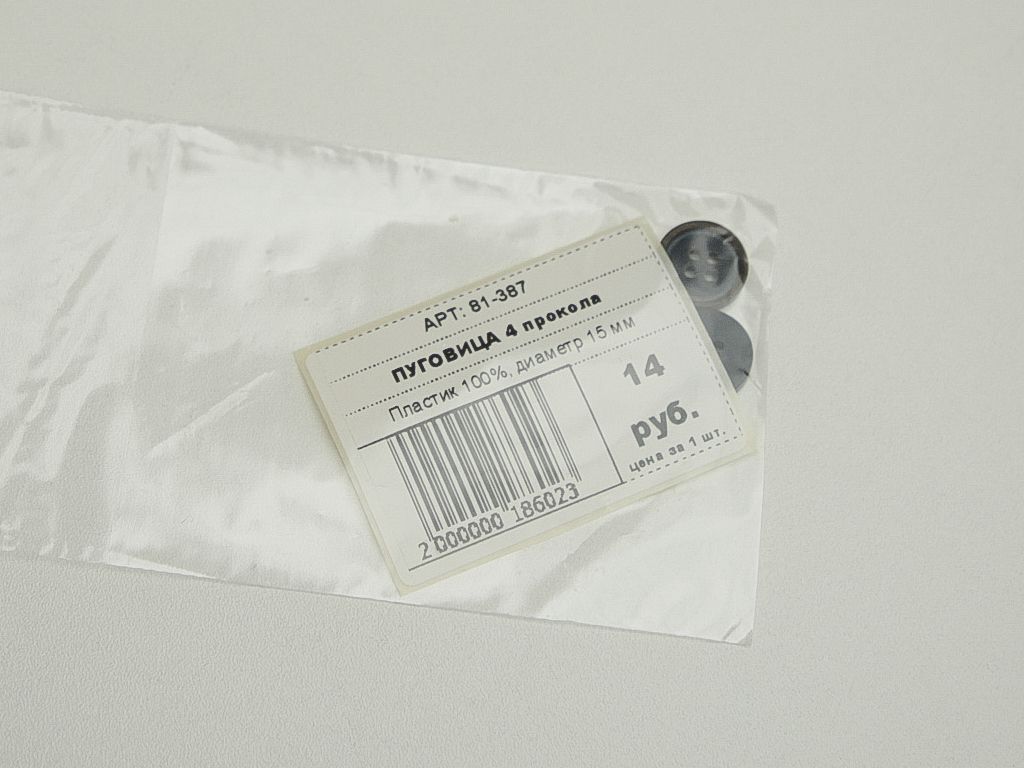 АРТ: 81-387
ПУГОВИЦА 4 прокола
Пластик 100%, диаметр 15 мм
14
руб.
цена за 1 шт.
2 000000 186023